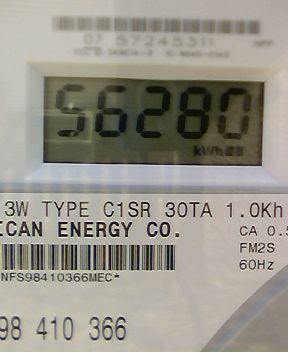 07 57245311
56280
kWh
3W TYPE C1SR 30TA 1.0Kh
ICAN ENERGY CO.
CA 0.5
FM2S
60Hz
NFS98410366MEC*
98 410 366